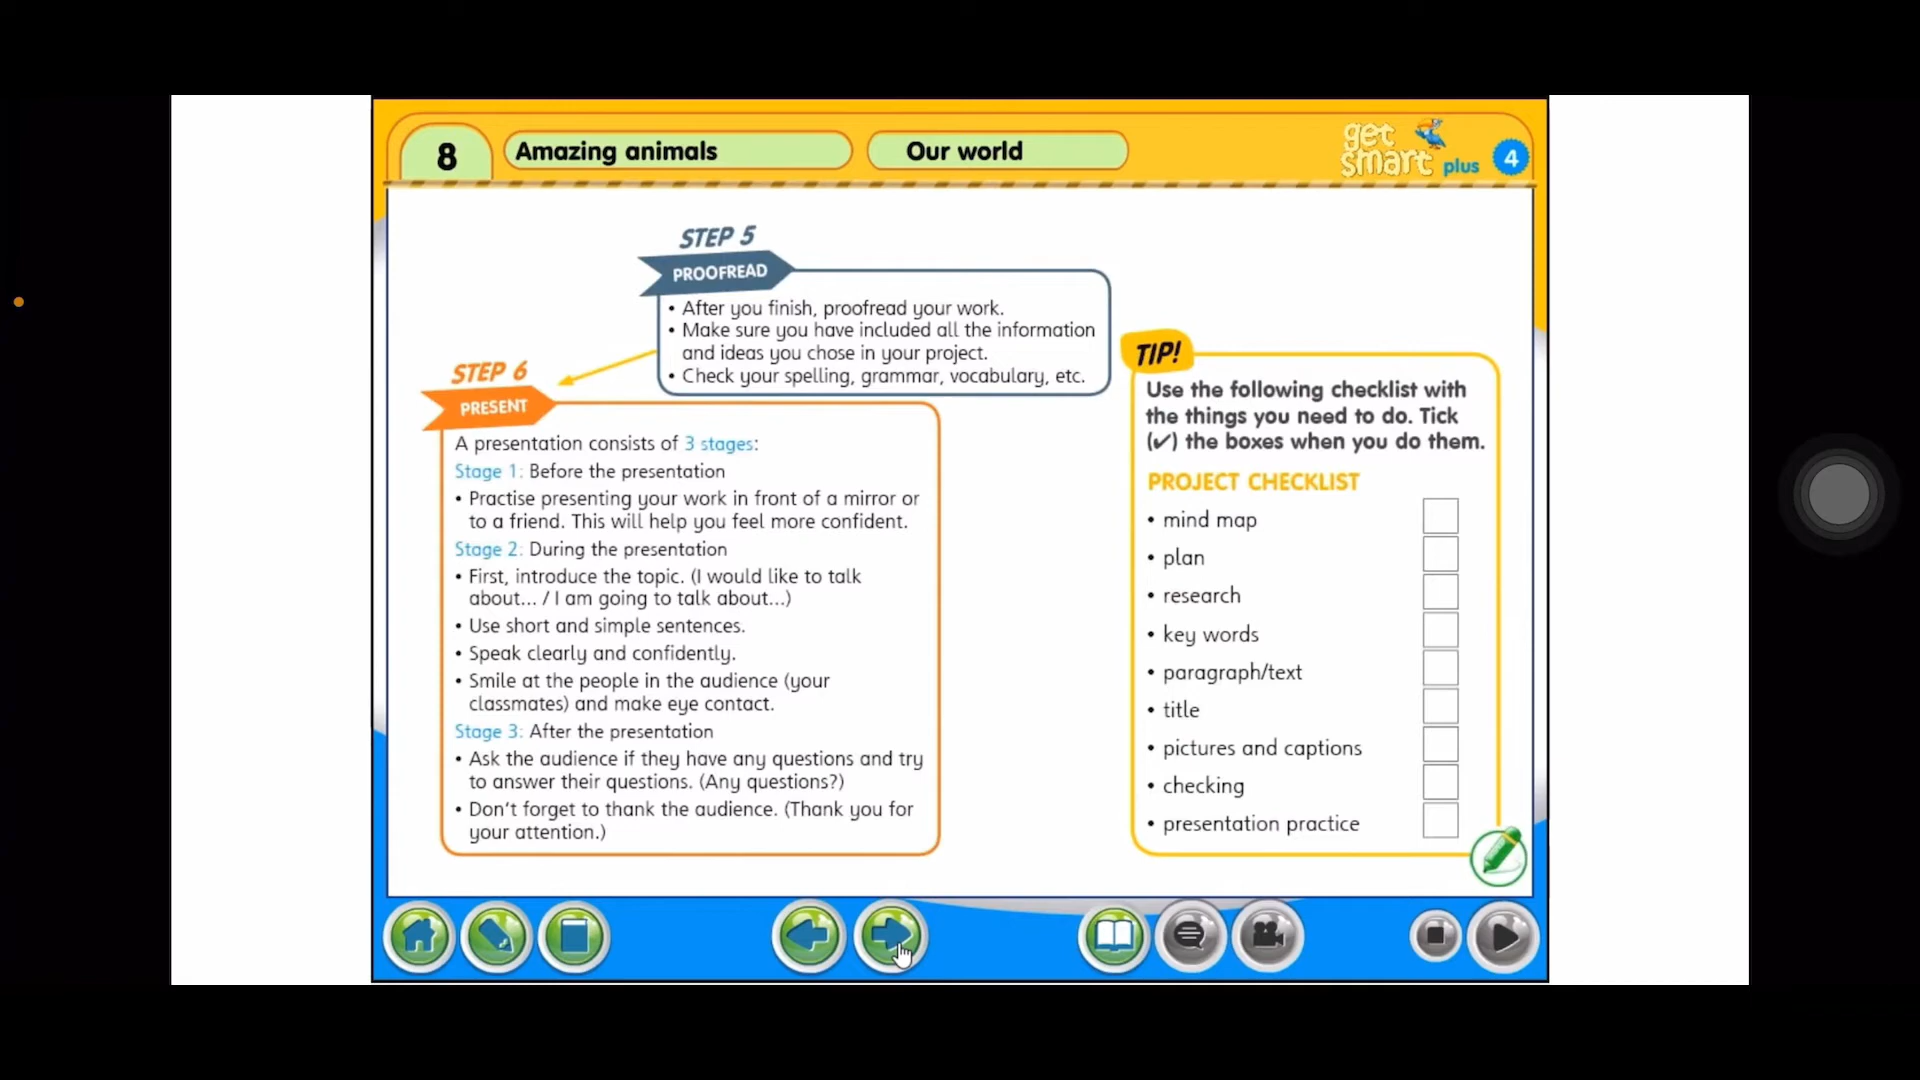 8
Amazing animals
Our world
get
smart
plus
4
STEP 5
PROOFREAD
• After you finish, proofread your work.
• Make sure you have included all the information
and ideas you chose in your project.
• Check your spelling, grammar, vocabulary, etc.
STEP 6
PRESENT
A presentation consists of 3 stages:
Stage 1: Before the presentation
• Practise presenting your work in front of a mirror or
to a friend. This will help you feel more confident.
Stage 2: During the presentation
• First, introduce the topic. (I would like to talk
about... / I am going to talk about...)
• Use short and simple sentences.
• Speak clearly and confidently.
• Smile at the people in the audience (your
classmates) and make eye contact.
Stage 3: After the presentation
• Ask the audience if they have any questions and try
to answer their questions. (Any questions?)
• Don't forget to thank the audience. (Thank you for
your attention.)
TIP!
Use the following checklist with
the things you need to do. Tick
(✔) the boxes when you do them.
PROJECT CHECKLIST
• mind map
• plan
• research
• key words
• paragraph/text
• title
• pictures and captions
• checking
• presentation practice